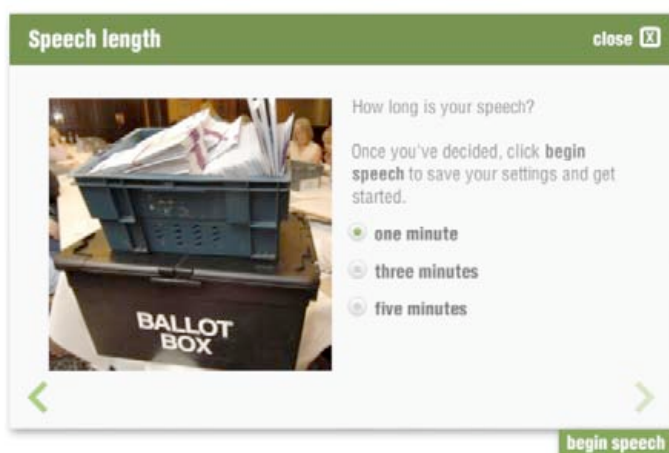 Speech length
close X
How long is your speech?
Once you've decided, click begin
speech to save your settings and get
started.
one minute
three minutes
five minutes
BALLOT
BOX
begin speech